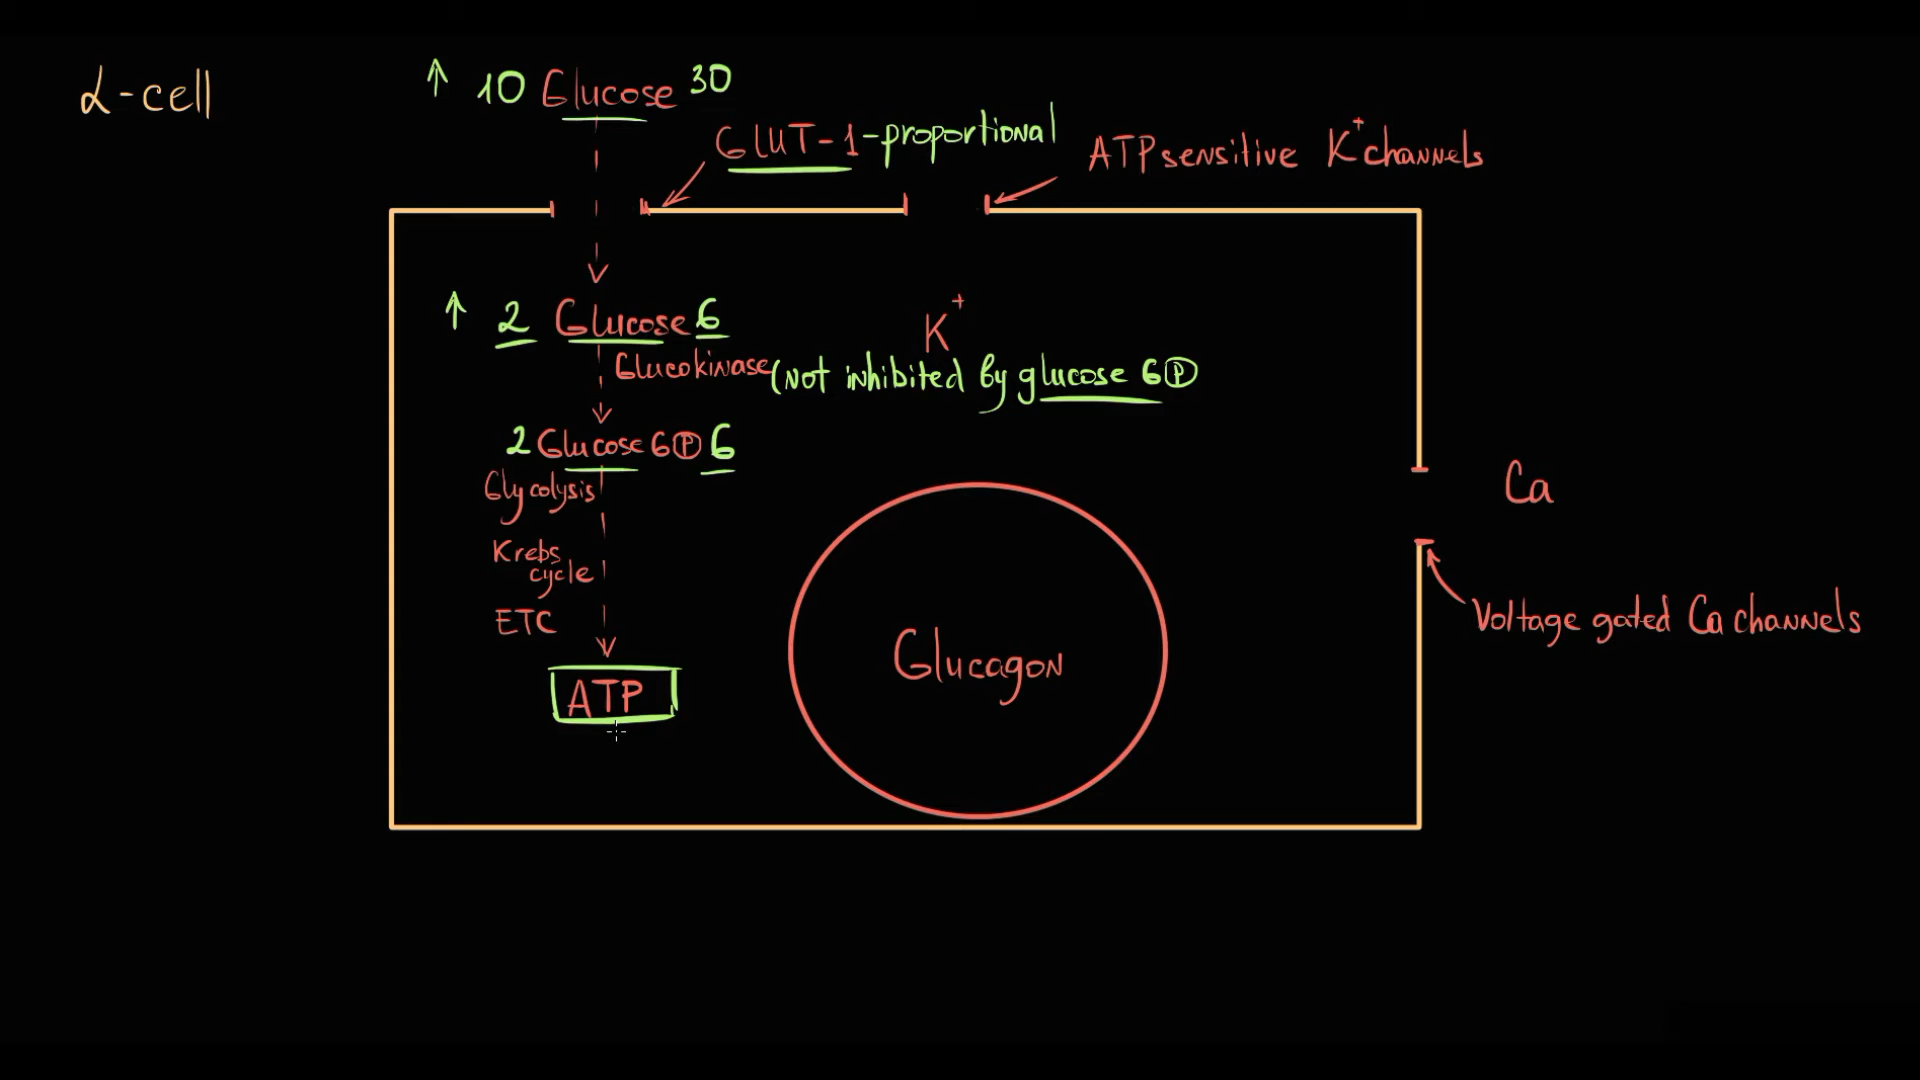 α-cell
↑ 10 Glucose 30
GLUT-1-proportional
ATP sensitive K+ channels
↑ 2 Glucose 6
K+
Glucokinase (not inhibited by glucose 6Ⓟ
2 Glucose 6Ⓟ 6
Glycolysis
Krebs
cycle
ETC
ATP
Glucagon
Ca
Voltage gated Ca channels